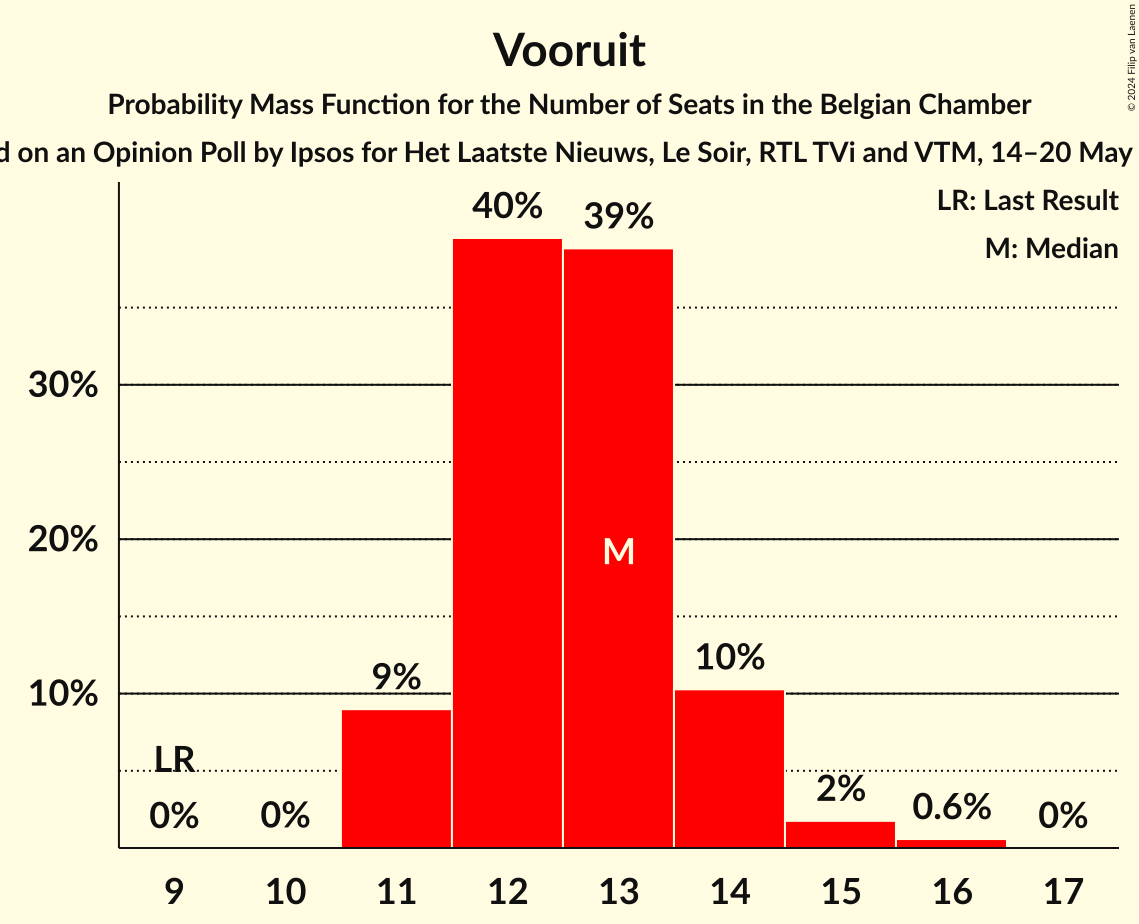 Vooruit
Probability Mass Function for the Number of Seats in the Belgian Chamber
on an Opinion Poll by Ipsos for Het Laatste Nieuws, Le Soir, RTL TVi and VTM, 14–20 May
© 2024 Filip van Laenen
LR: Last Result
M: Median
40%
39%
30%
20%
M
10%
10%
9%
LR
0%
0%
2%
0.6%
0%
9 10 11 12 13 14 15 16 17